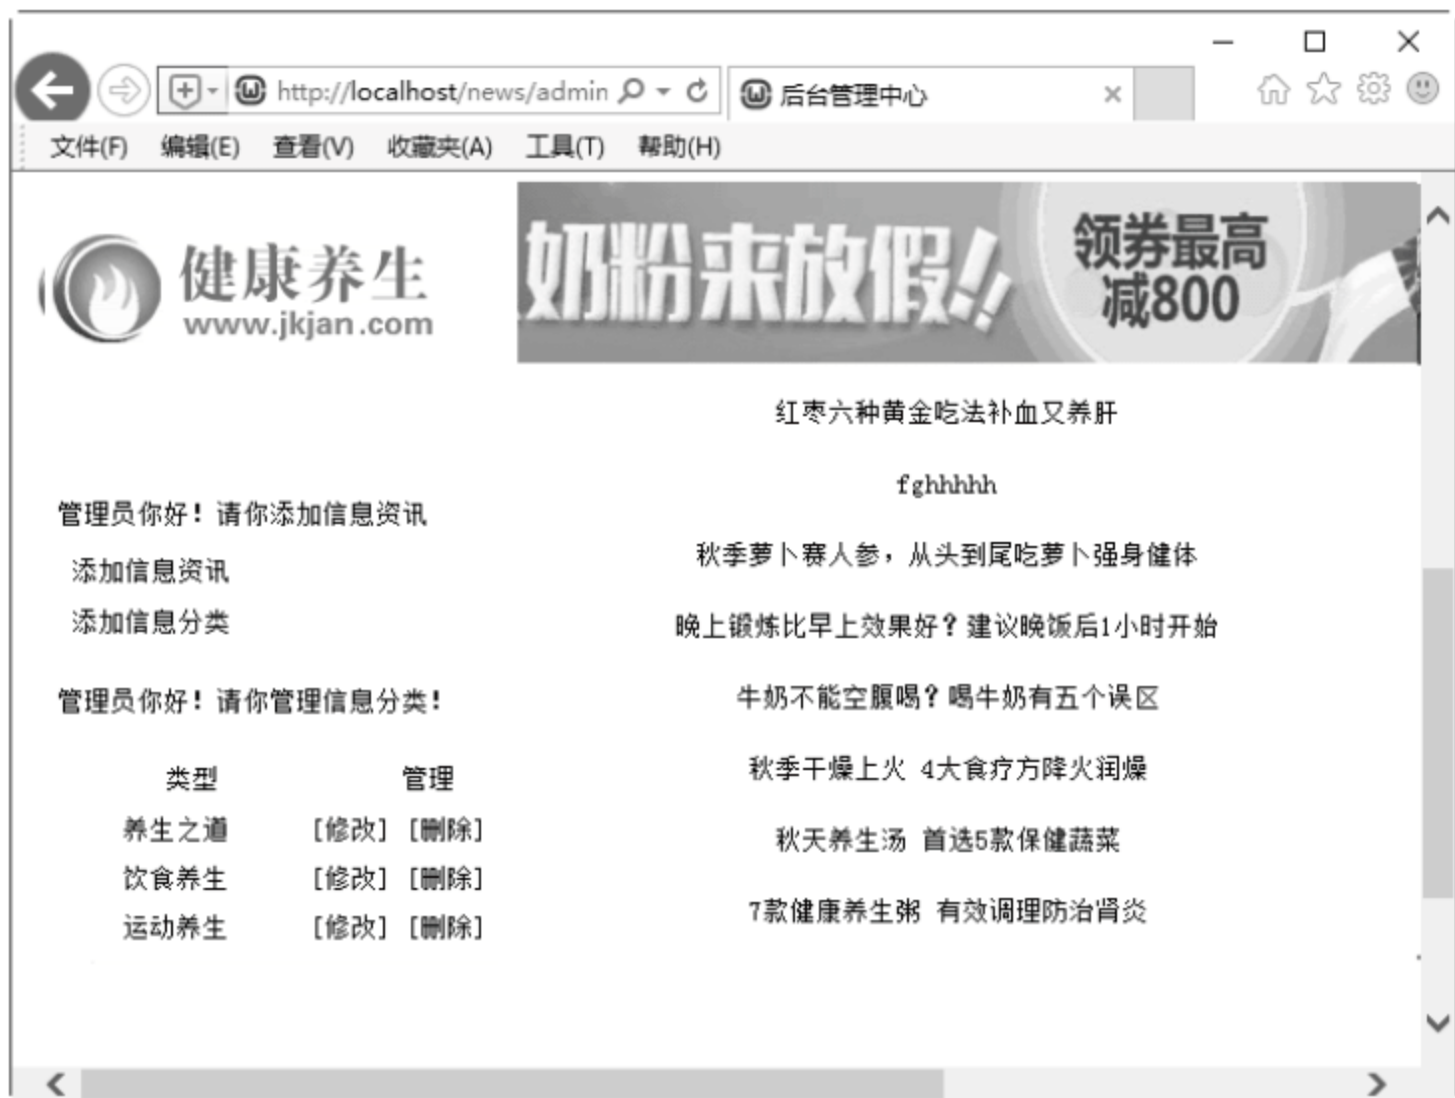 http://localhost/news/admin
后台管理中心
文件(F) 编辑(E) 查看(V) 收藏夹(A) 工具(T) 帮助(H)
健康养生
www.jkjan.com
奶粉来放假!!
领券最高
减800
红枣六种黄金吃法补血又养肝
fghhhhh
管理员你好！请你添加信息资讯
秋季萝卜赛人参，从头到尾吃萝卜强身健体
添加信息资讯
添加信息分类
晚上锻炼比早上效果好？建议晚饭后1小时开始
管理员你好！请你管理信息分类！
牛奶不能空腹喝？喝牛奶有五个误区
类型 管理
秋季干燥上火 4大食疗方降火润燥
养生之道 [修改] [删除]
秋天养生汤 首选5款保健蔬菜
饮食养生 [修改] [删除]
运动养生 [修改] [删除]
7款健康养生粥 有效调理防治肾炎